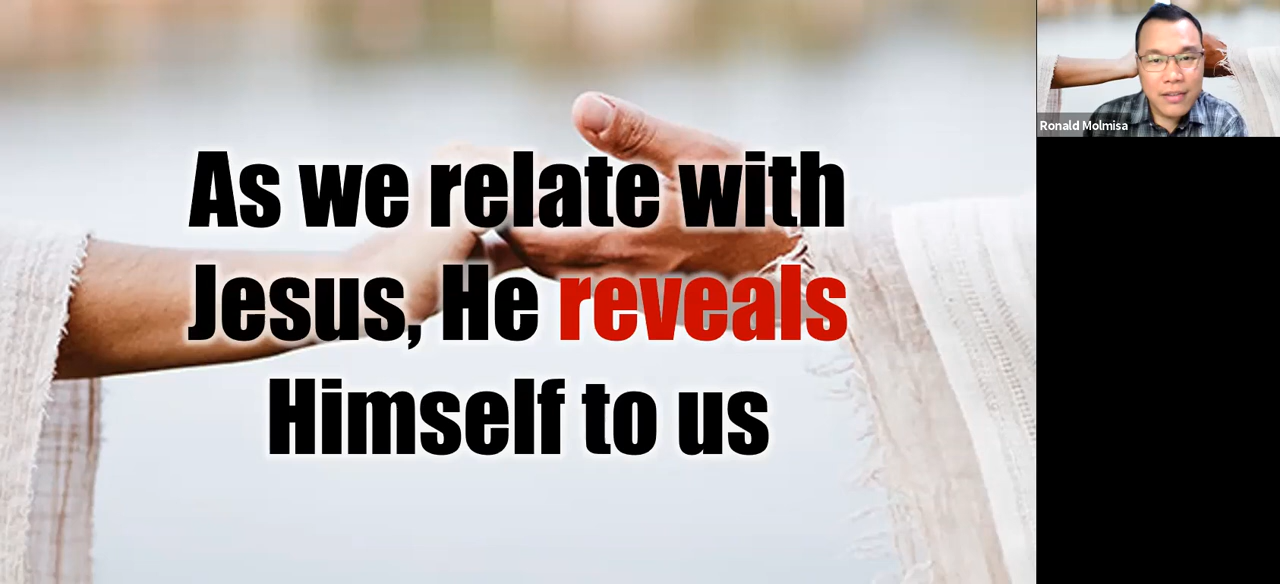 As we relate with
Jesus, He reveals
Himself to us
Ronald Molmisa